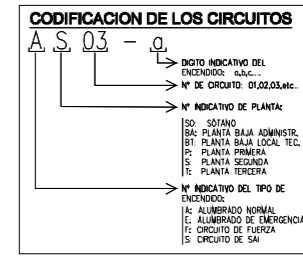 CODIFICACION DE LOS CIRCUITOS
A S 03 - a
DIGITO INDICATIVO DEL
ENCENDIDO: a,b,c...
Nº DE CIRCUITO: 01,02,03,etc..
Nº INDICATIVO DE PLANTA:
SO: SÓTANO
BA: PLANTA BAJA ADMINISTR.
BT: PLANTA BAJA LOCAL TEC.
P: PLANTA PRIMERA
S: PLANTA SEGUNDA
T: PLANTA TERCERA
Nº INDICATIVO DEL TIPO DE
ENCENDIDO:
A: ALUMBRADO NORMAL
E: ALUMBRADO DE EMERGENCIA
F: CIRCUITO DE FUERZA
S: CIRCUITO DE SAI